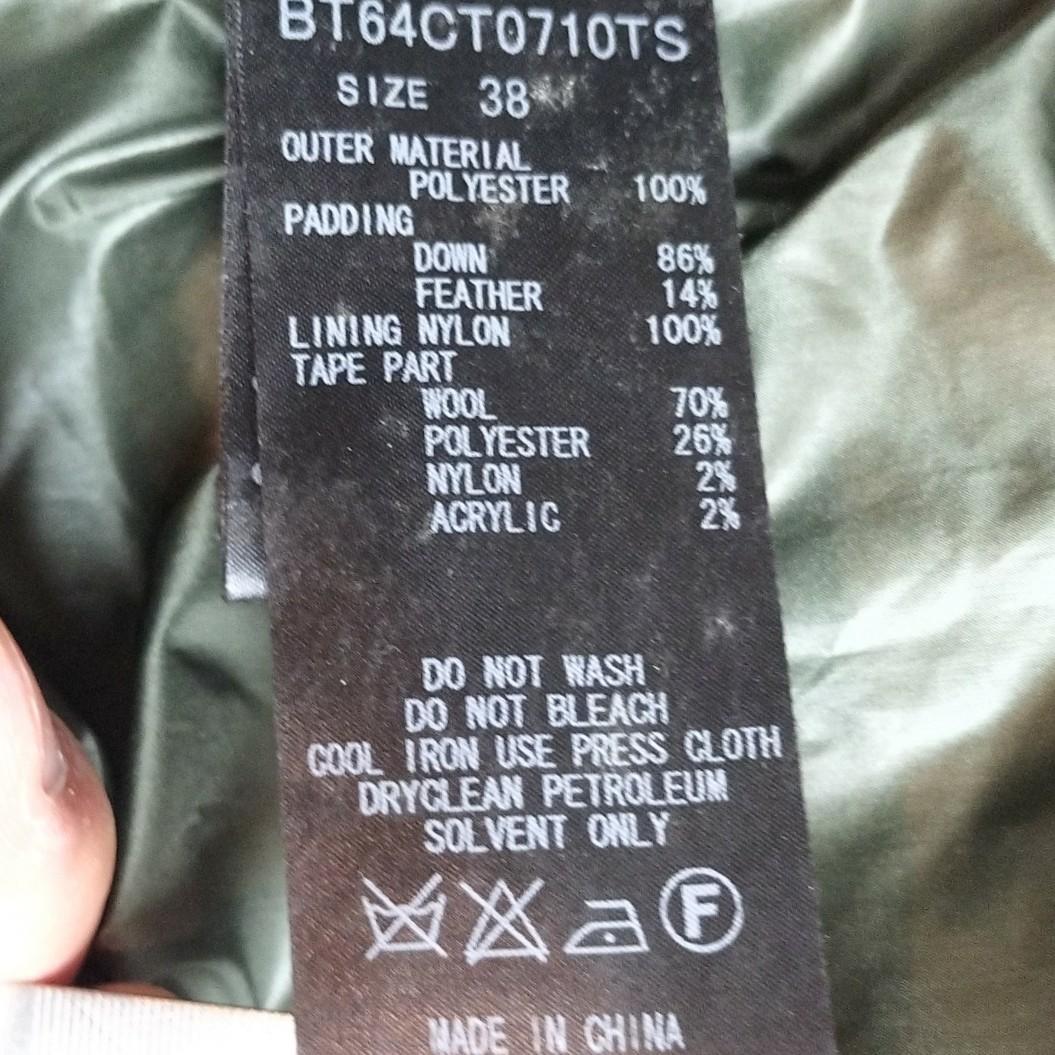 BT64CT0710TS
SIZE 38
OUTER MATERIAL
POLYESTER 100%
PADDING
DOWN 86%
FEATHER 14%
LINING NYLON 100%
TAPE PART
WOOL 70%
POLYESTER 26%
NYLON 2%
ACRYLIC 2%
DO NOT WASH
DO NOT BLEACH
COOL IRON USE PRESS CLOTH
DRYCLEAN PETROLEUM
SOLVENT ONLY
F
MADE IN CHINA